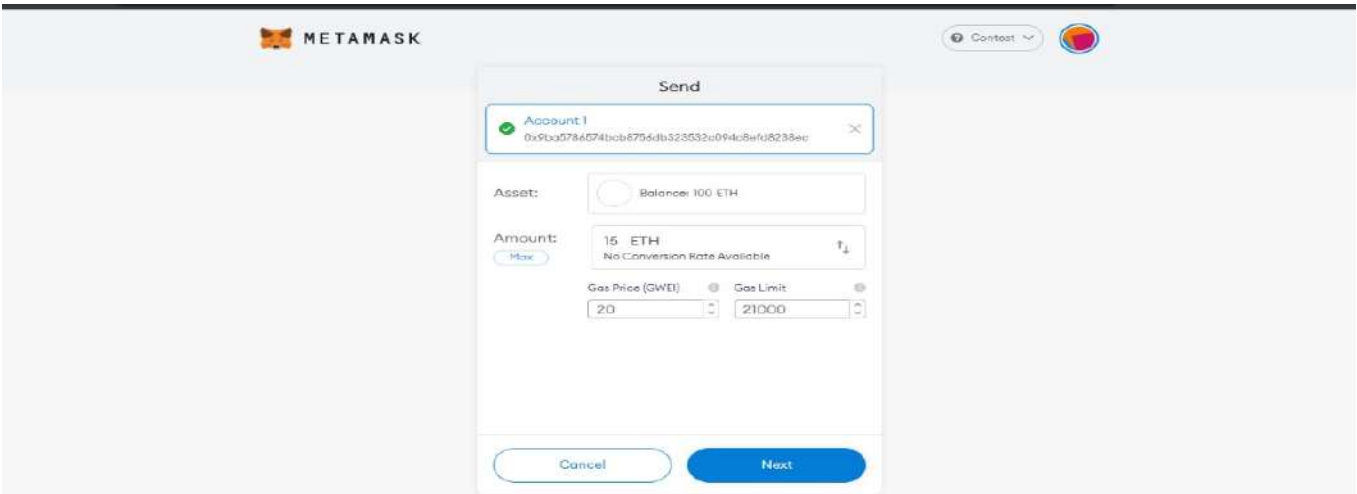 METAMASK
Contest
Send
Account 1
Asset:
Balance: 100 ETH
Amount:
Max
15 ETH
No Conversion Rate Available
Gas Price (GWEI)
Gas Limit
20
21000
Cancel
Next